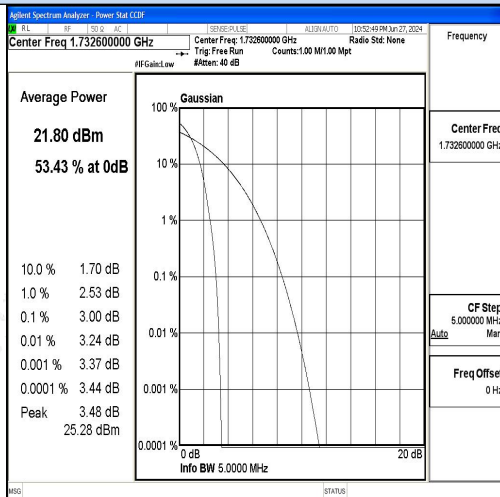 Agilent Spectrum Analyzer - Power Stat CCDF
RL RF 50 Ω AC SENSE:PULSE ALIGN AUTO 10:52:49 PM Jun 27, 2024
Center Freq 1.732600000 GHz
Center Freq: 1.732600000 GHz Radio Std: None
Trig: Free Run Counts:1.00 M/1.00 Mpt
#IFGain:Low #Atten: 40 dB
Frequency
Average Power
21.80 dBm
53.43 % at 0dB
10.0 % 1.70 dB
1.0 % 2.53 dB
0.1 % 3.00 dB
0.01 % 3.24 dB
0.001 % 3.37 dB
0.0001 % 3.44 dB
Peak 3.48 dB
25.28 dBm
Gaussian
100 %
10 %
1 %
0.1 %
0.01 %
0.001 %
0.0001 %
0 dB 20 dB
Info BW 5.0000 MHz
Center Freq
1.732600000 GHz
CF Step
5.000000 MHz
Auto Man
Freq Offset
0 Hz
MSG STATUS